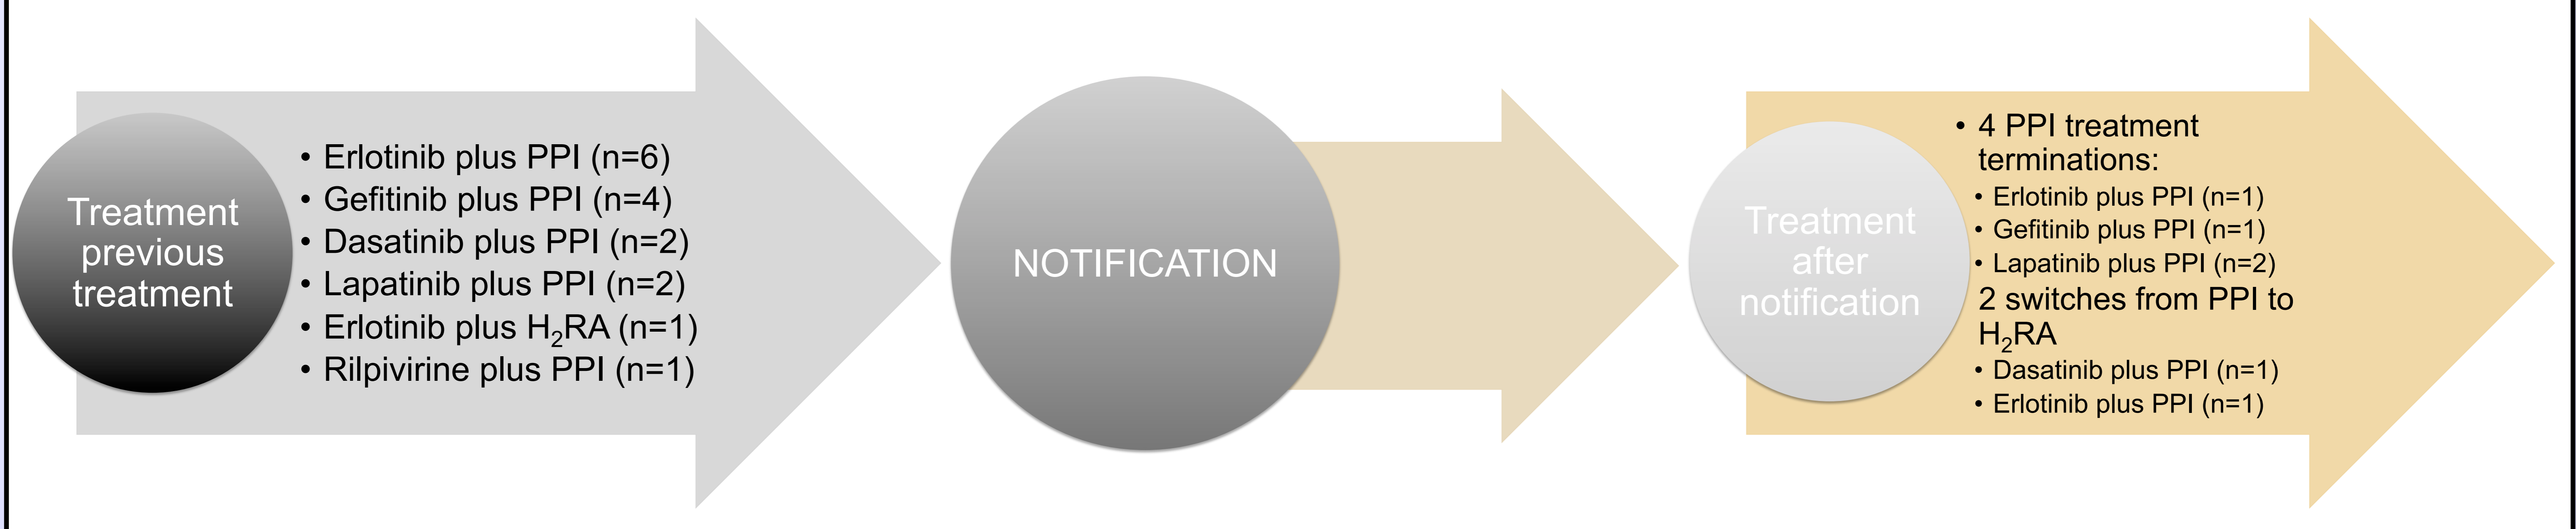 Treatment
previous
treatment
• Erlotinib plus PPI (n=6)
• Gefitinib plus PPI (n=4)
• Dasatinib plus PPI (n=2)
• Lapatinib plus PPI (n=2)
• Erlotinib plus H₂RA (n=1)
• Rilpivirine plus PPI (n=1)
NOTIFICATION
Treatment
after
notification
• 4 PPI treatment
terminations:
• Erlotinib plus PPI (n=1)
• Gefitinib plus PPI (n=1)
• Lapatinib plus PPI (n=2)
2 switches from PPI to
H₂RA
• Dasatinib plus PPI (n=1)
• Erlotinib plus PPI (n=1)